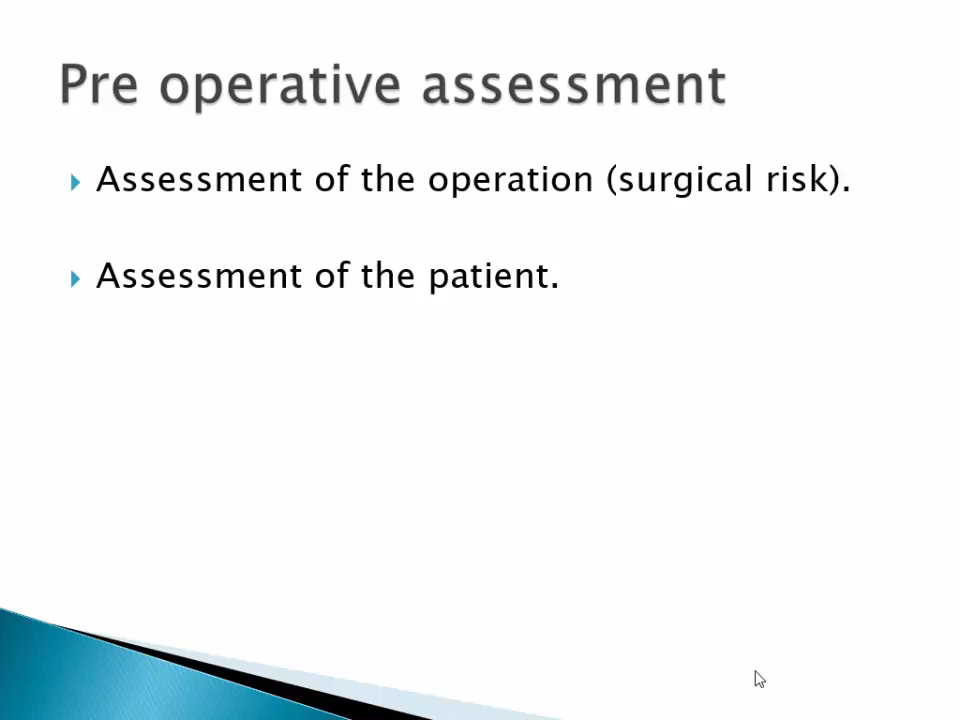 Pre operative assessment
Assessment of the operation (surgical risk).
Assessment of the patient.